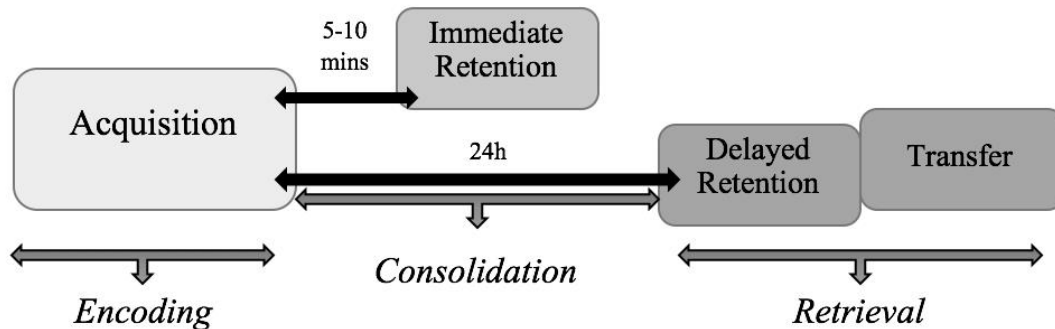 5-10
mins
Immediate
Retention
Acquisition
24h
Delayed
Retention
Transfer
Encoding
Consolidation
Retrieval